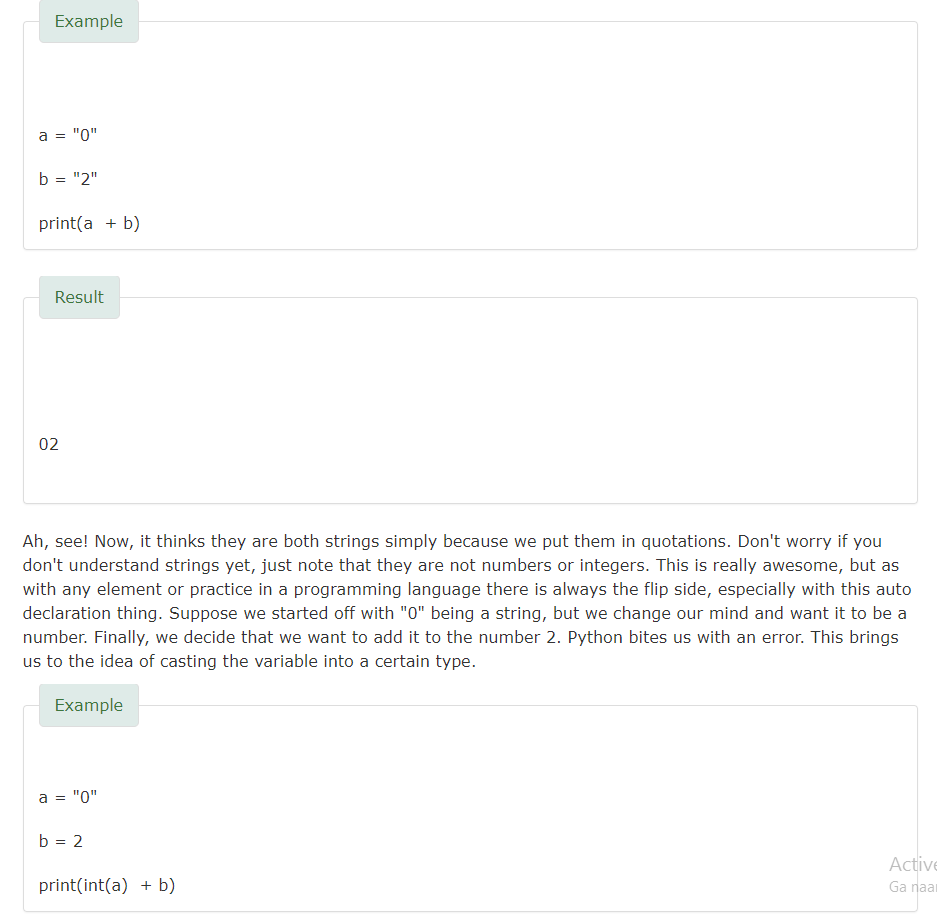 Example
a = "0"
b = "2"
print(a  + b)
Result
02
Ah, see! Now, it thinks they are both strings simply because we put them in quotations. Don't worry if you
don't understand strings yet, just note that they are not numbers or integers. This is really awesome, but as
with any element or practice in a programming language there is always the flip side, especially with this auto
declaration thing. Suppose we started off with "0" being a string, but we change our mind and want it to be a
number. Finally, we decide that we want to add it to the number 2. Python bites us with an error. This brings
us to the idea of casting the variable into a certain type.
Example
a = "0"
b = 2
Active
print(int(a)  + b)
Ga naar